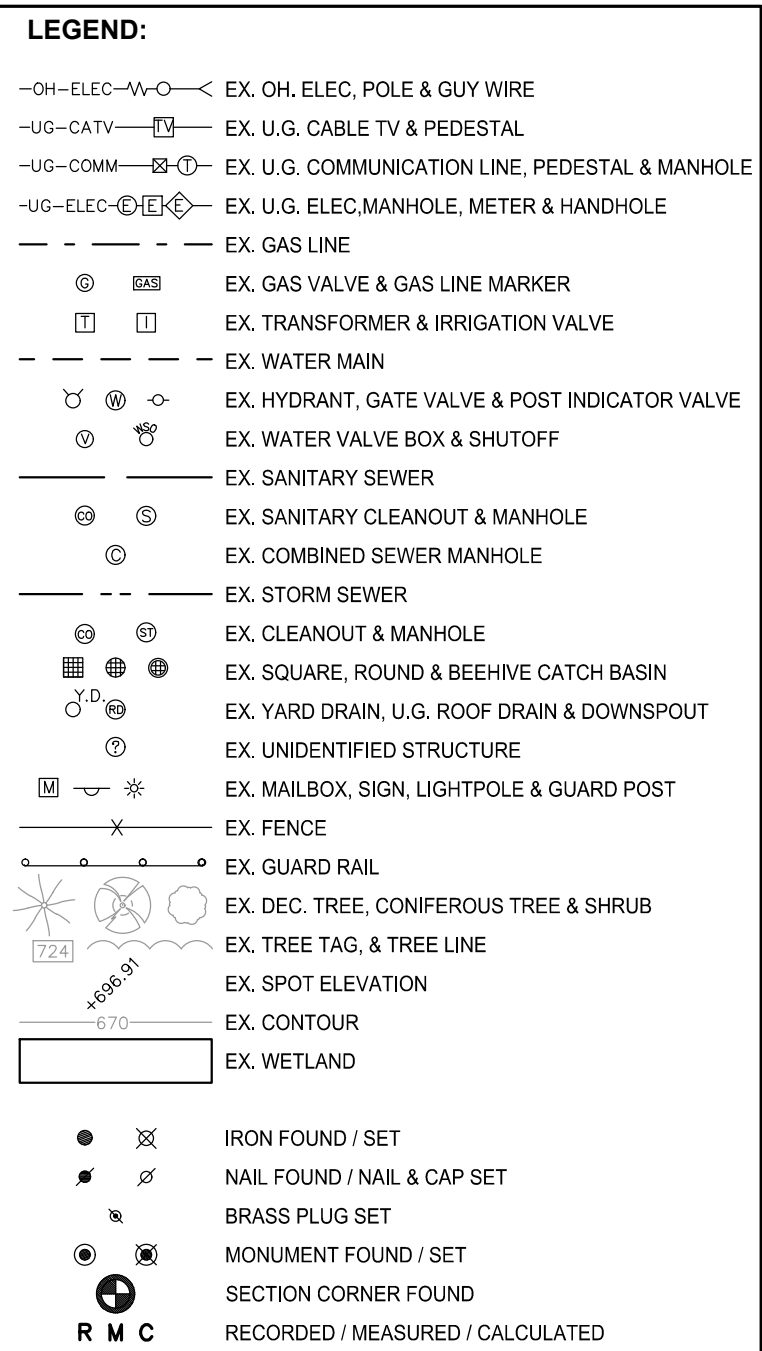 LEGEND:
-OH-ELEC- EX. OH. ELEC, POLE & GUY WIRE
-UG-CATV- TV EX. U.G. CABLE TV & PEDESTAL
-UG-COMM- T EX. U.G. COMMUNICATION LINE, PEDESTAL & MANHOLE
-UG-ELEC- E E E EX. U.G. ELEC,MANHOLE, METER & HANDHOLE
EX. GAS LINE
G GAS EX. GAS VALVE & GAS LINE MARKER
T I EX. TRANSFORMER & IRRIGATION VALVE
EX. WATER MAIN
W EX. HYDRANT, GATE VALVE & POST INDICATOR VALVE
V WSO EX. WATER VALVE BOX & SHUTOFF
EX. SANITARY SEWER
CO S EX. SANITARY CLEANOUT & MANHOLE
C EX. COMBINED SEWER MANHOLE
EX. STORM SEWER
CO ST EX. CLEANOUT & MANHOLE
EX. SQUARE, ROUND & BEEHIVE CATCH BASIN
Y.D. RD EX. YARD DRAIN, U.G. ROOF DRAIN & DOWNSPOUT
? EX. UNIDENTIFIED STRUCTURE
M EX. MAILBOX, SIGN, LIGHTPOLE & GUARD POST
EX. FENCE
EX. GUARD RAIL
EX. DEC. TREE, CONIFEROUS TREE & SHRUB
724 EX. TREE TAG, & TREE LINE
+696.91 EX. SPOT ELEVATION
670 EX. CONTOUR
EX. WETLAND
IRON FOUND / SET
NAIL FOUND / NAIL & CAP SET
BRASS PLUG SET
MONUMENT FOUND / SET
SECTION CORNER FOUND
R M C RECORDED / MEASURED / CALCULATED